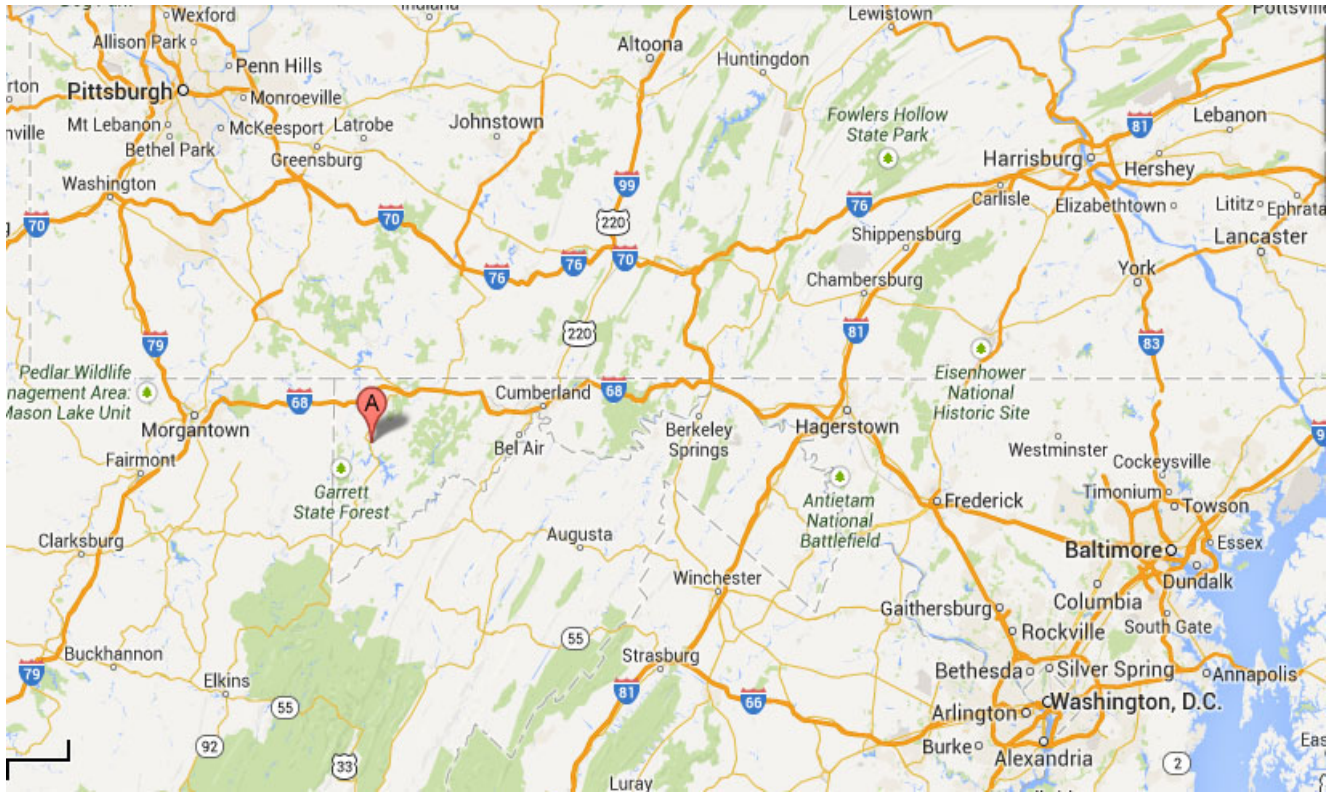 Wexford
Indiana
Lewistown
Pottsville
Allison Park
Altoona
Huntingdon
Penn Hills
Pittsburgh
Monroeville
Mt Lebanon
McKeesport
Latrobe
Johnstown
Fowlers Hollow
State Park
81
Lebanon
Bethel Park
Greensburg
Harrisburg
Hershey
Washington
99
Carlisle
Elizabethtown
Lititz
Ephrata
70
70
220
76
Shippensburg
Lancaster
76
76
70
Chambersburg
York
79
220
81
83
Pedlar Wildlife
nagement Area:
Mason Lake Unit
Eisenhower
National
Historic Site
68
A
Cumberland
68
Morgantown
Bel Air
Berkeley
Springs
Hagerstown
Westminster
Fairmont
Cockeysville
Garrett
State Forest
Antietam
National
Battlefield
Frederick
Timonium
Towson
Clarksburg
Augusta
Baltimore
Essex
Dundalk
Winchester
Gaithersburg
Columbia
Rockville
South Gate
55
Buckhannon
Strasburg
Bethesda
Silver Spring
Annapolis
79
Elkins
81
66
55
Arlington
Washington, D.C.
92
Burke
Alexandria
33
2
Luray